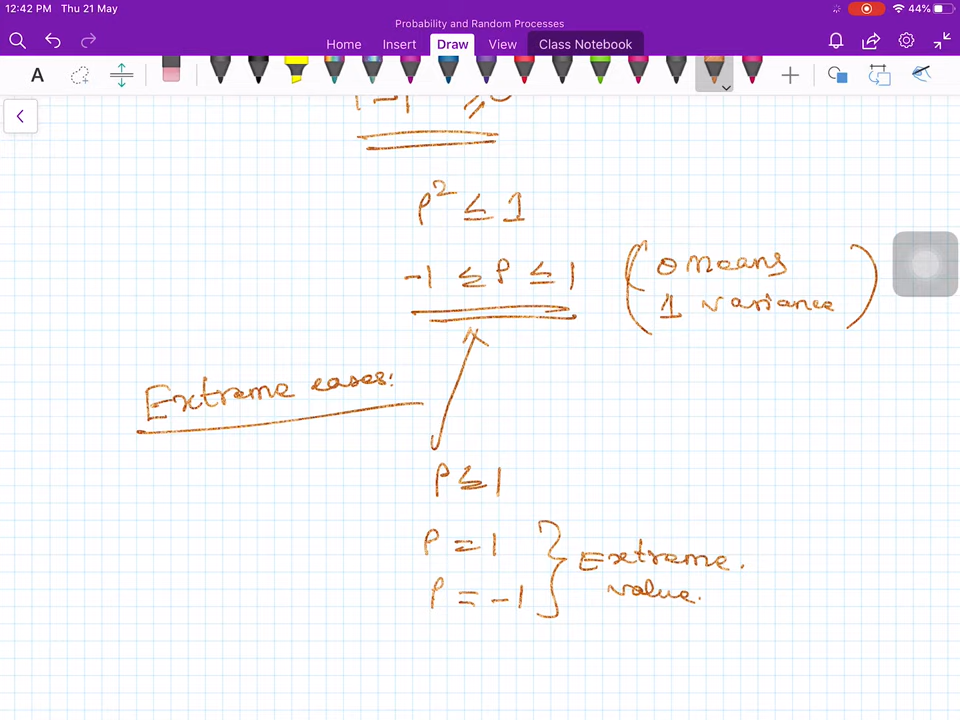 12:42 PM Thu 21 May
44%
Probability and Random Processes
Home Insert Draw View Class Notebook
A
ρ² ≤ 1
-1 ≤ ρ ≤ 1 (0 means
1 variance)
Extreme cases:
ρ ≤ 1
ρ = 1
ρ = -1
} Extreme.
value.